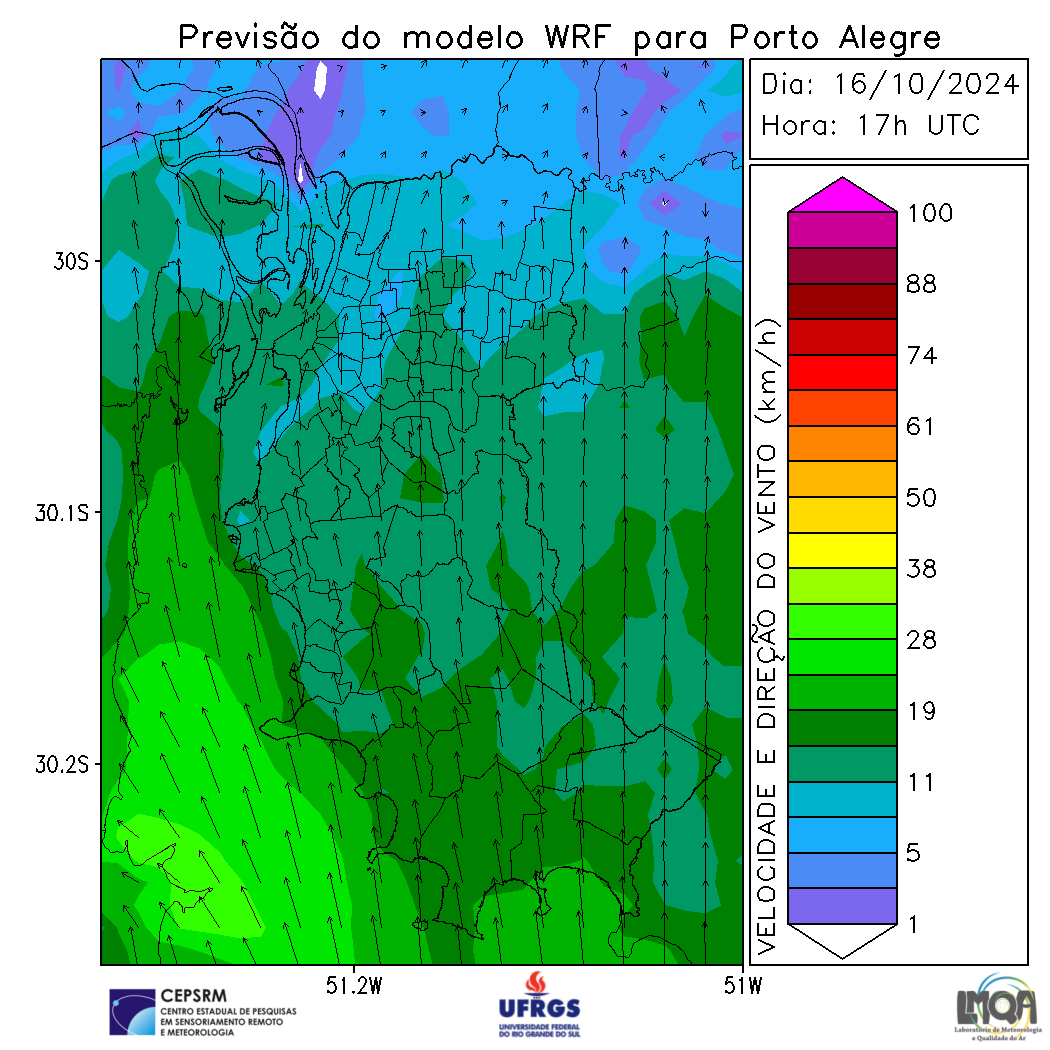 Previsão do modelo WRF para Porto Alegre
Dia: 16/10/2024
Hora: 17h UTC
30S
30.1S
30.2S
51.2W
51W
VELOCIDADE E DIREÇÃO DO VENTO (km/h)
100
88
74
61
50
38
28
19
11
5
1
CEPSRM
CENTRO ESTADUAL DE PESQUISAS
EM SENSORIAMENTO REMOTO
E METEOROLOGIA
UFRGS
UNIVERSIDADE FEDERAL
DO RIO GRANDE DO SUL
LMQA
Laboratório de Meteorologia
e Qualidade do Ar